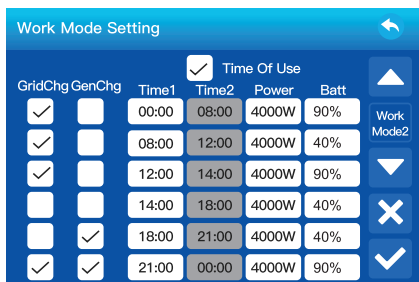 Work Mode Setting
Time Of Use
GridChg GenChg Time1 Time2 Power Batt
00:00 08:00 4000W 90%
08:00 12:00 4000W 40%
12:00 14:00 4000W 90%
14:00 18:00 4000W 40%
18:00 21:00 4000W 40%
21:00 00:00 4000W 90%
Work
Mode2